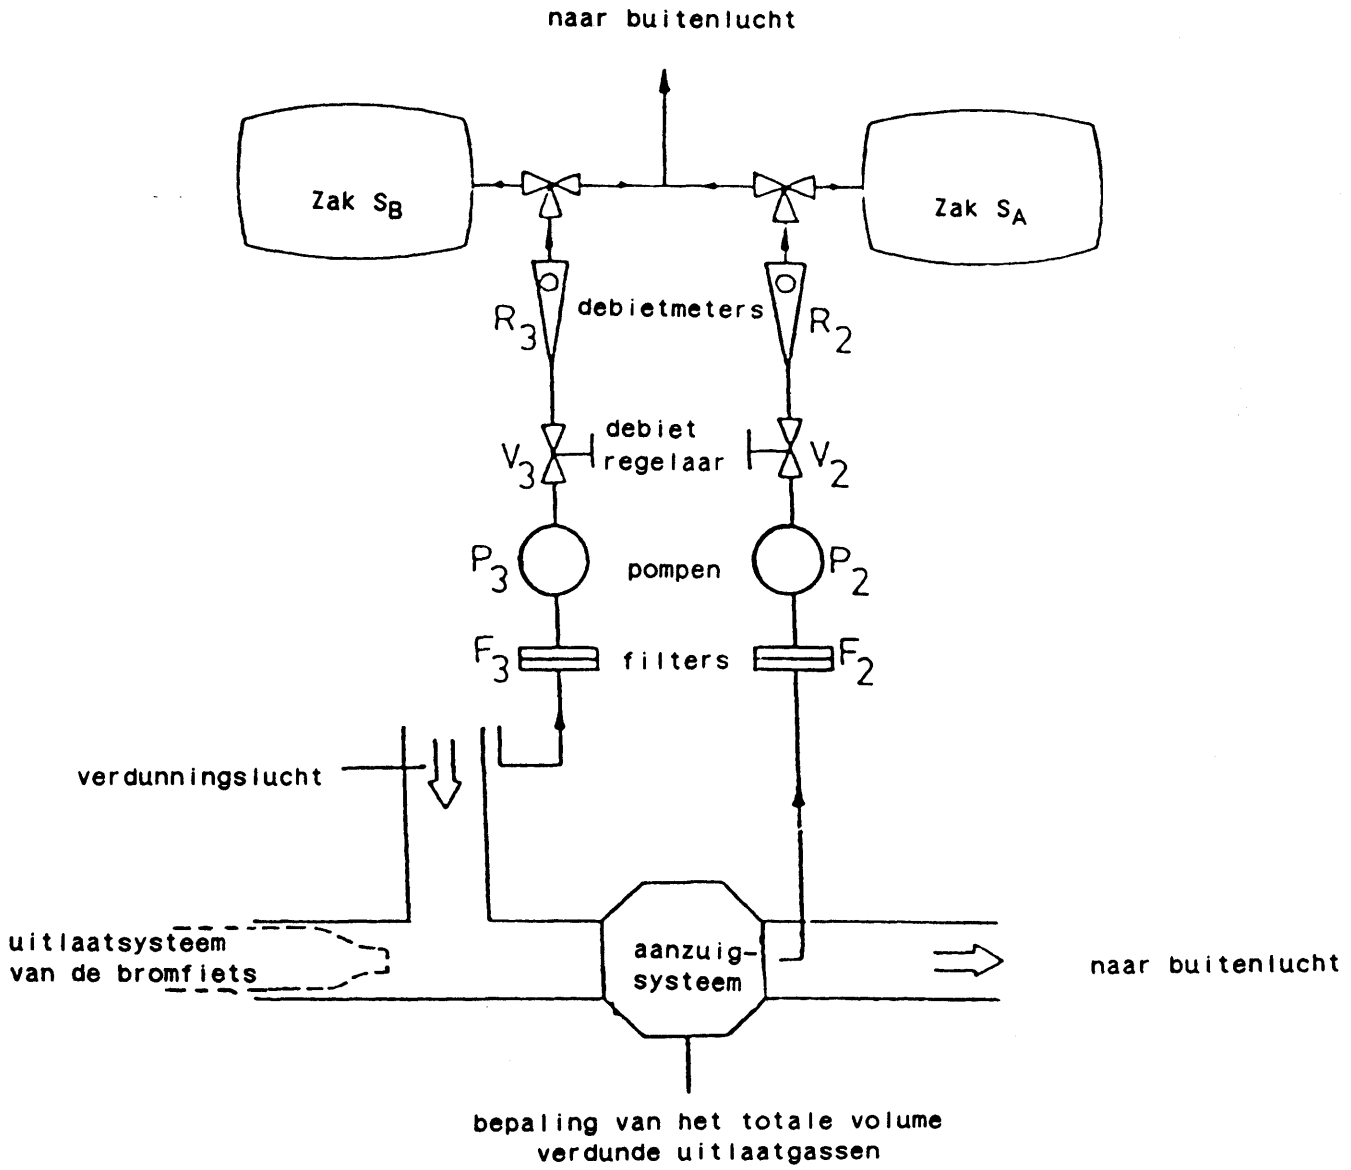 naar buitenlucht
Zak SB
Zak SA
R3
debietmeters
R2
V3
debiet
regelaar
V2
P3
pompen
P2
F3
filters
F2
verdunningslucht
uitlaatsysteem
van de bromfiets
aanzuig-
systeem
naar buitenlucht
bepaling van het totale volume
verdunde uitlaatgassen